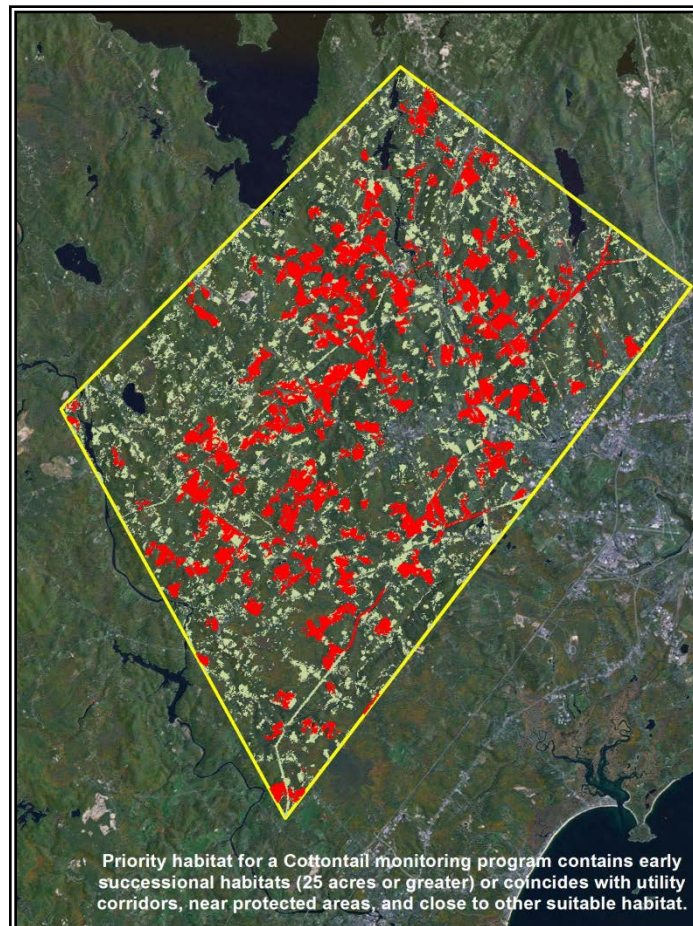 Priority habitat for a Cottontail monitoring program contains early
successional habitats (25 acres or greater) or coincides with utility
corridors, near protected areas, and close to other suitable habitat.